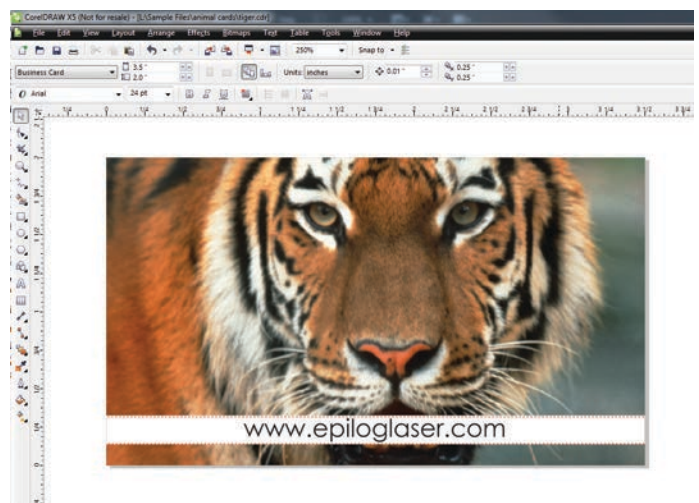 CorelDRAW X5 (Not for resale) - [L:\Sample Files\animal cards\tiger.cdr]
File Edit View Layout Arrange Effects Bitmaps Text Table Tools Window Help
250% Snap to
Business Card 3.5 " 2.0 " Units: inches 0.01 " 0.25 " 0.25 "
Arial 24 pt
www.epiloglaser.com